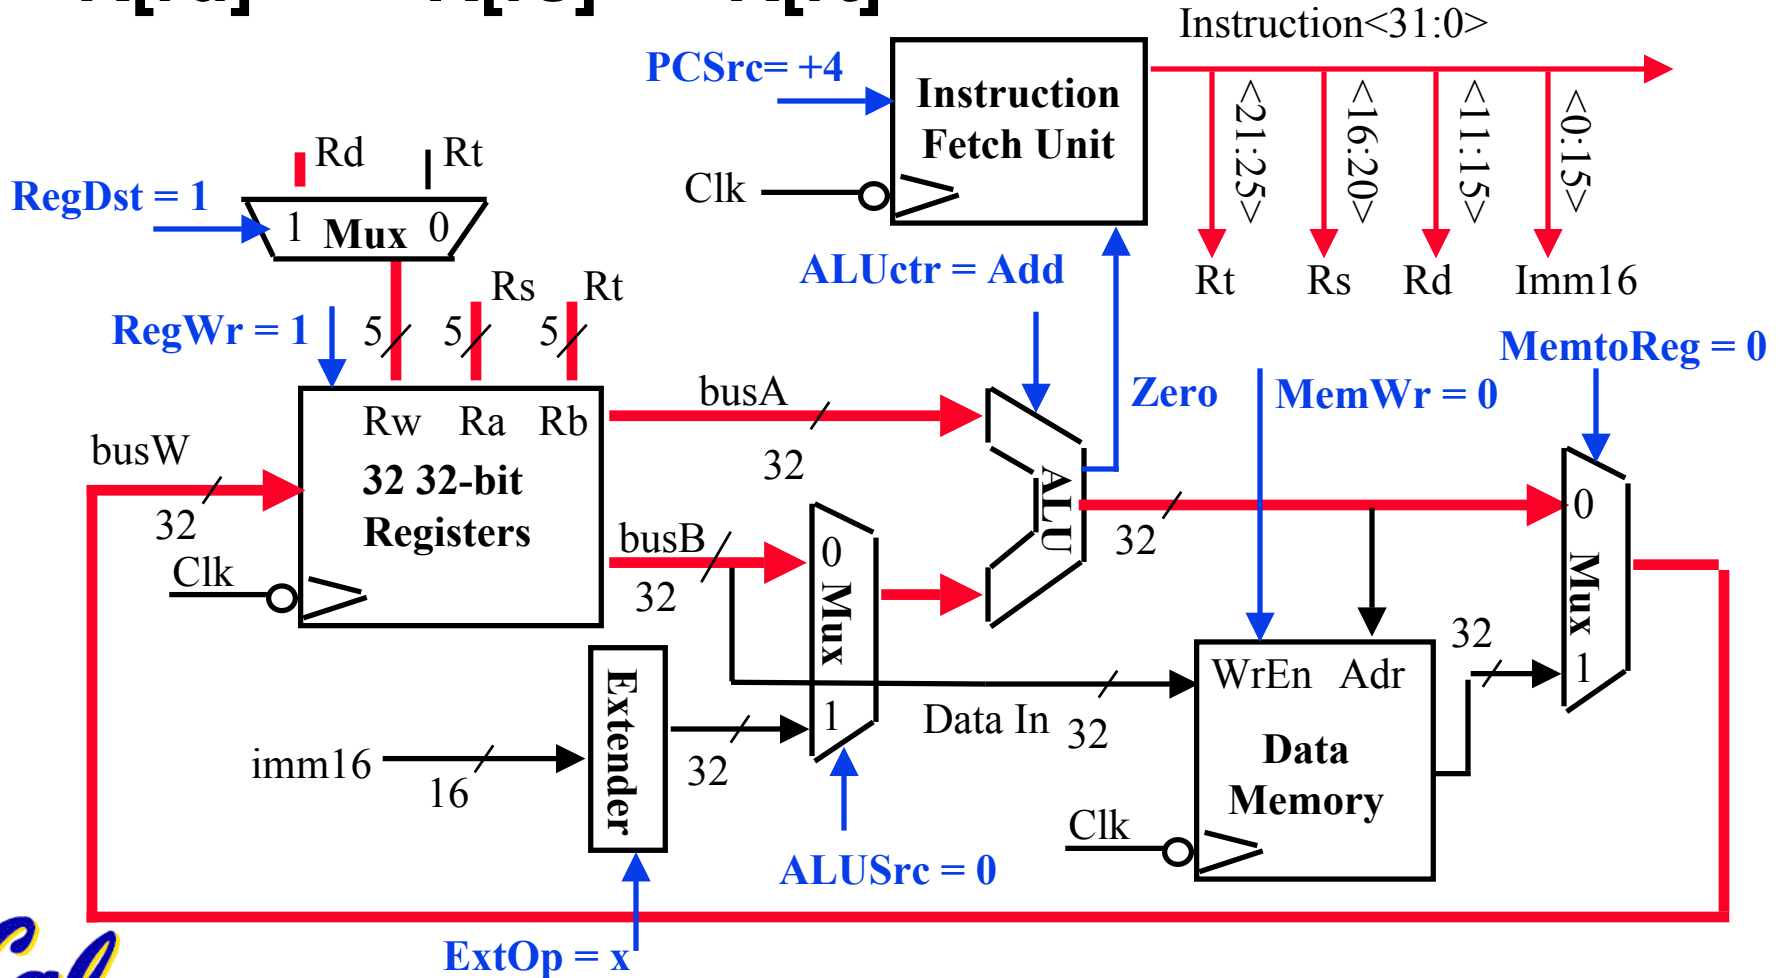 Instruction<31:0>
PCSrc= +4
Instruction
Fetch Unit
Clk
<21:25>
<16:20>
<11:15>
<0:15>
Rt
Rs
Rd
Imm16
Rd
Rt
RegDst = 1
1
Mux
0
ALUctr = Add
Rs
Rt
RegWr = 1
5
5
5
MemtoReg = 0
busA
32
Zero
MemWr = 0
Rw
Ra
Rb
32 32-bit
Registers
busW
32
Clk
busB
32
0
Mux
1
ALU
32
0
Mux
1
32
WrEn
Adr
Data
Memory
Clk
Data In
32
Extender
imm16
16
32
ALUSrc = 0
ExtOp = x